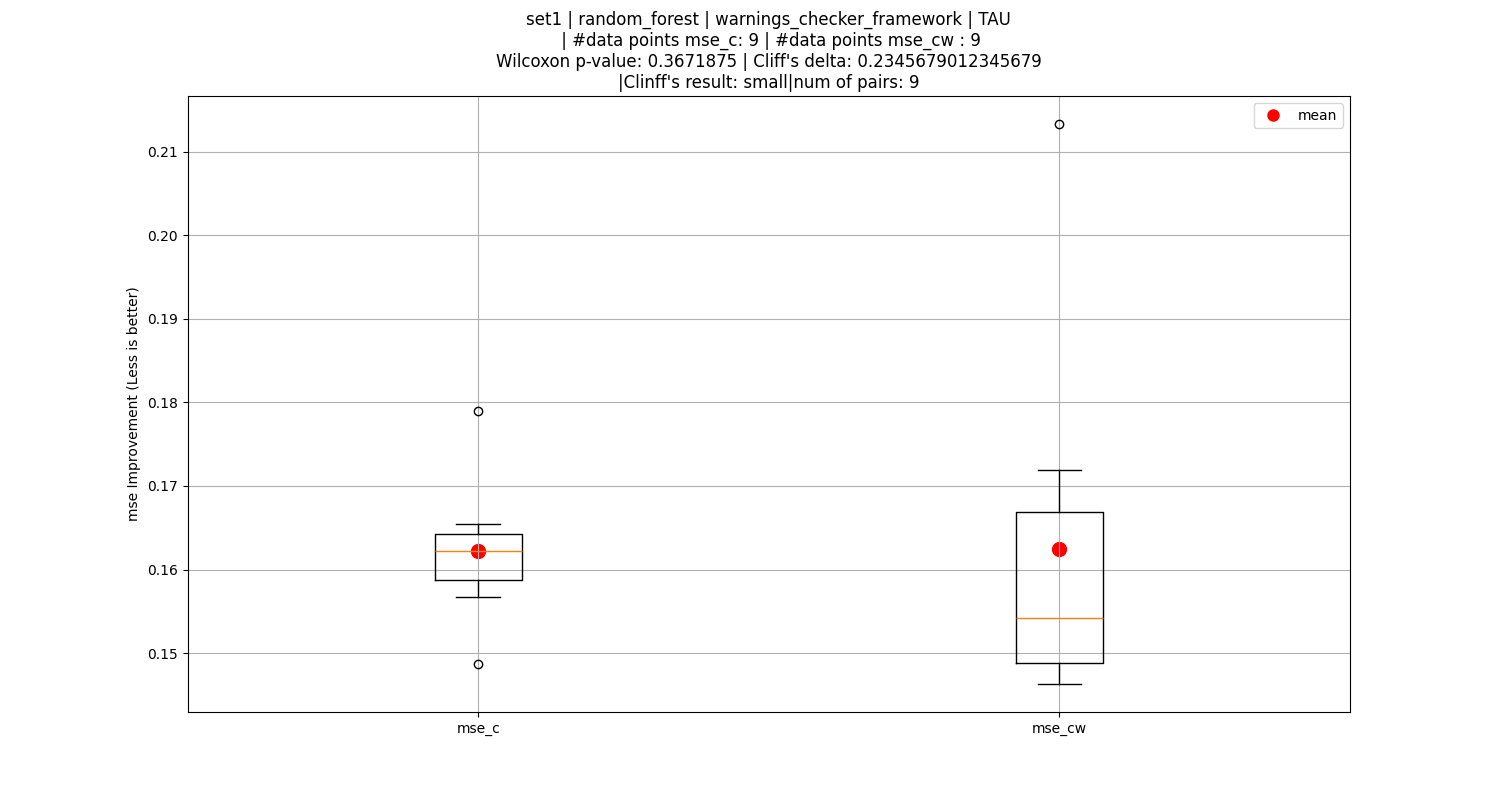 set1 | random_forest | warnings_checker_framework | TAU
| #data points mse_c: 9 | #data points mse_cw : 9
Wilcoxon p-value: 0.3671875 | Cliff's delta: 0.2345679012345679
|Clinff's result: small|num of pairs: 9
mean
0.21
0.20
0.19
0.18
0.17
0.16
0.15
mse Improvement (Less is better)
mse_c
mse_cw